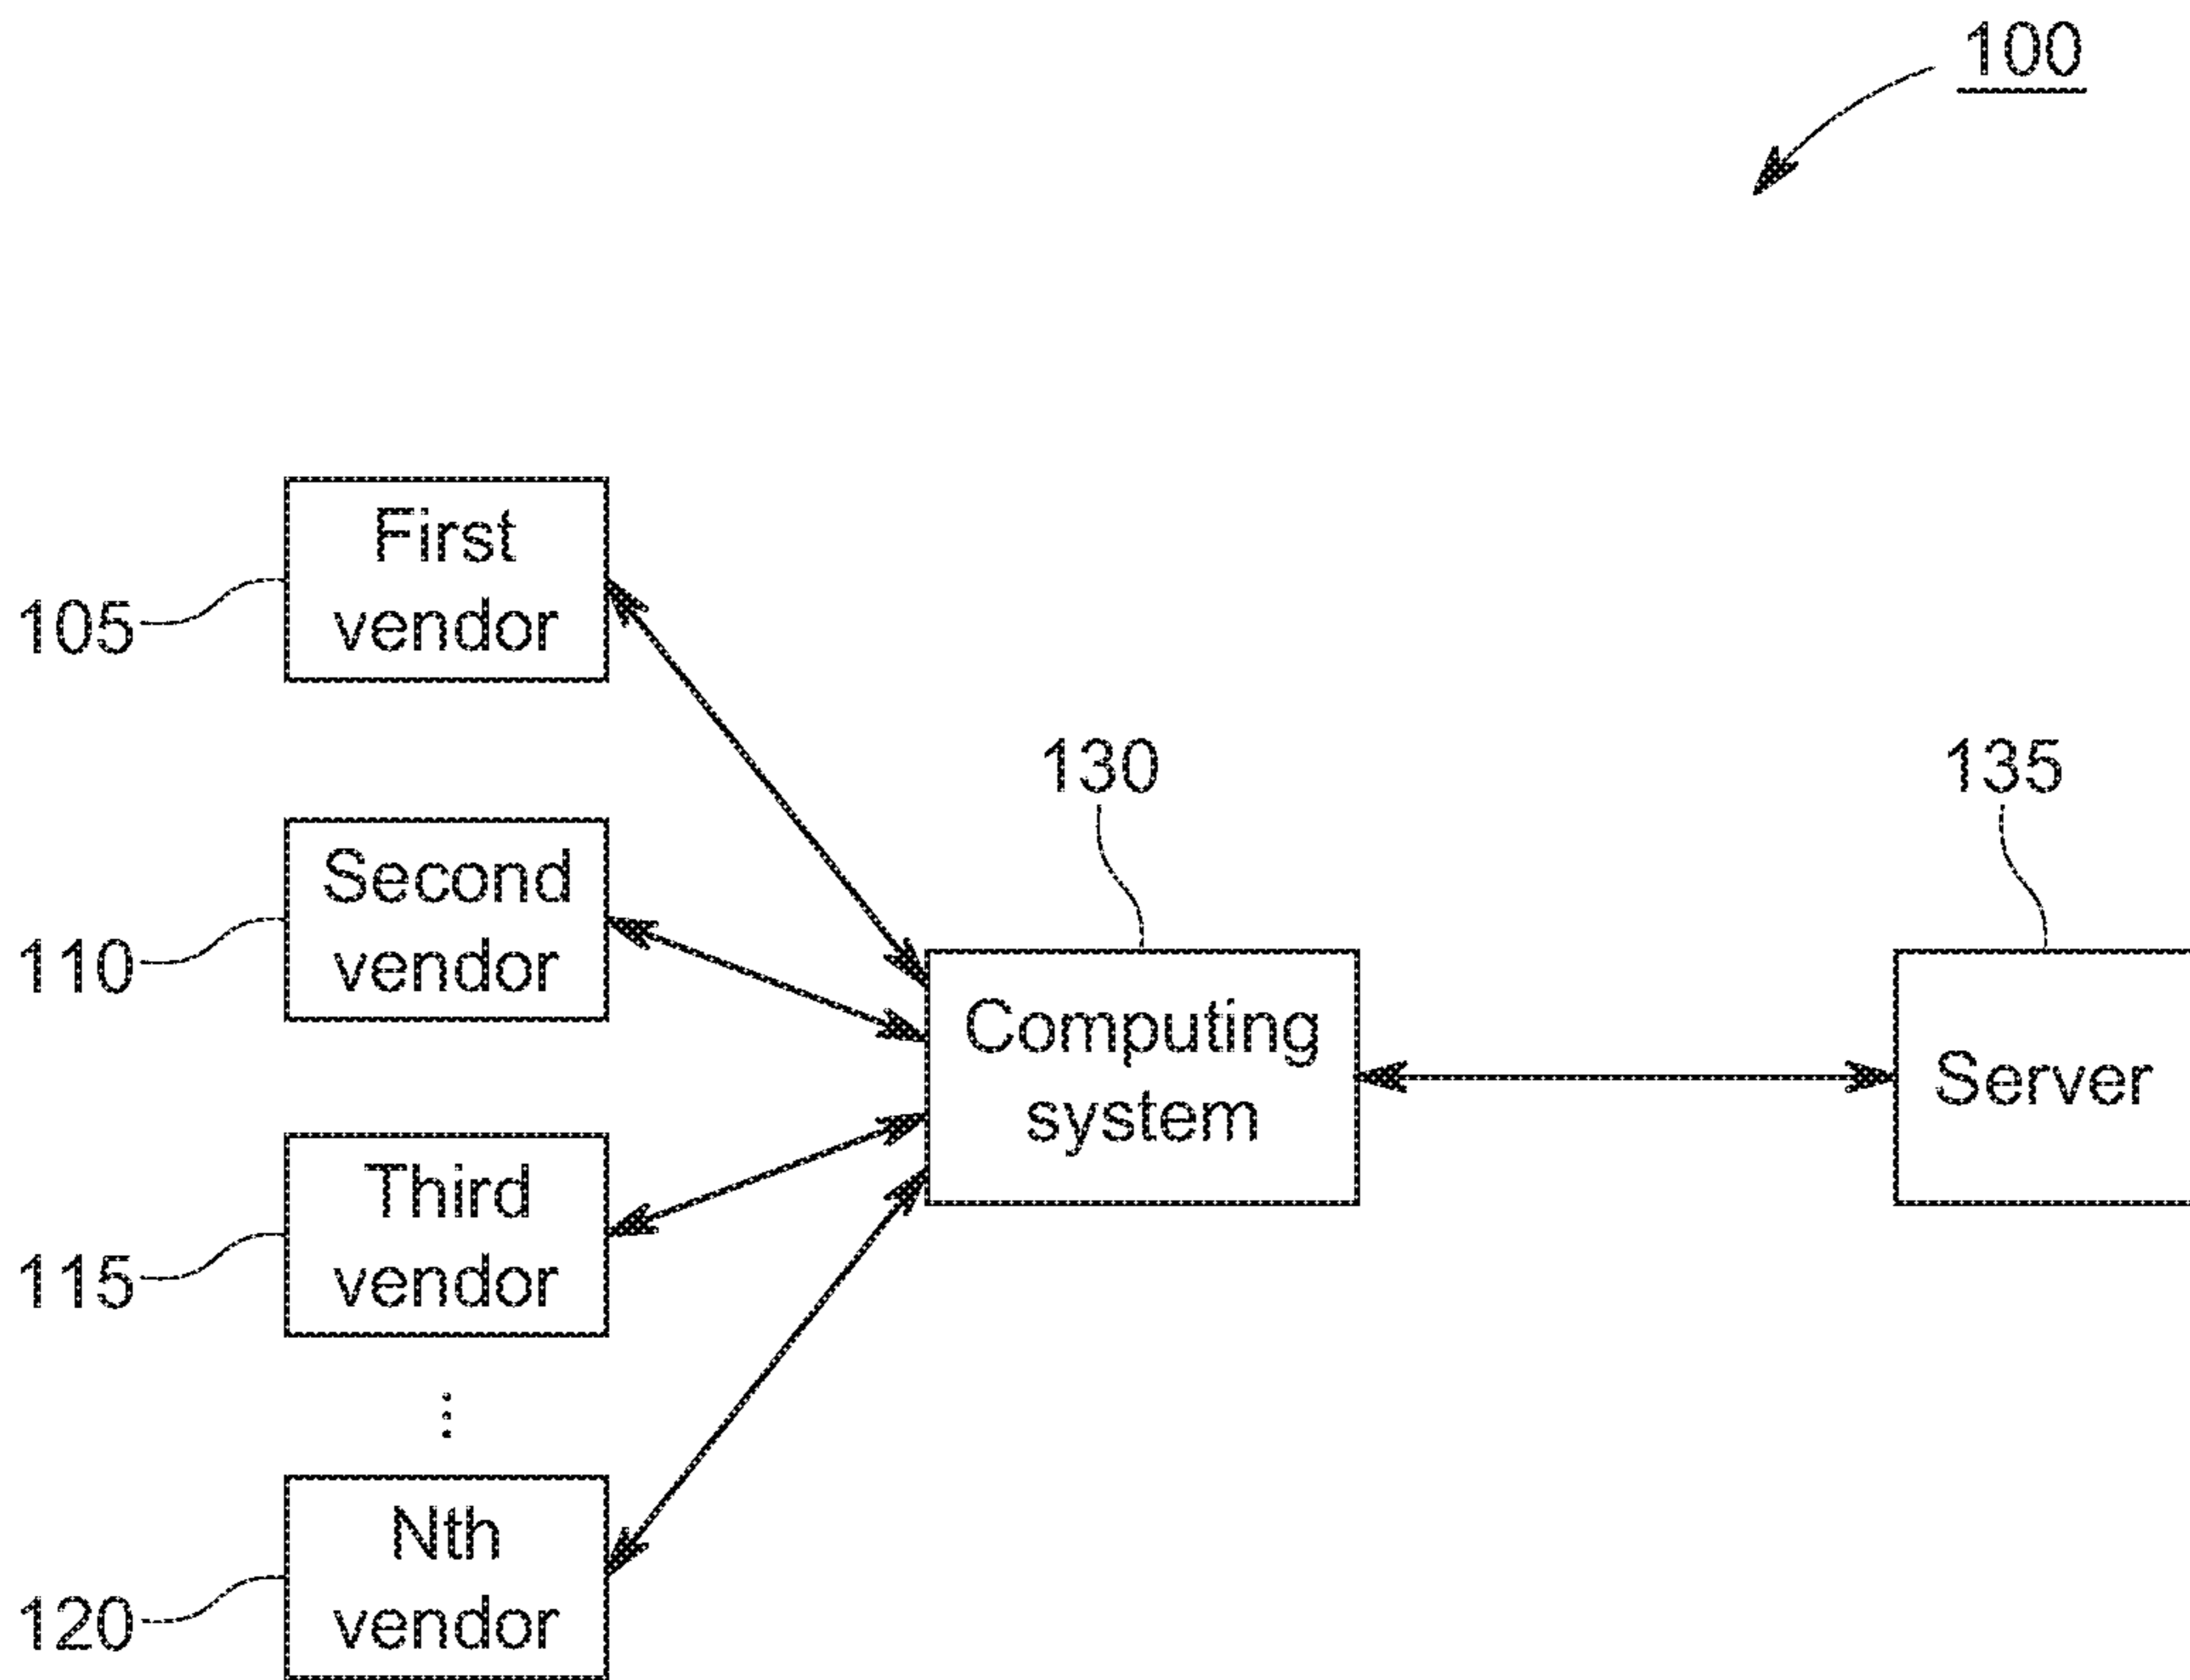 100
First
vendor
105
130
135
Second
vendor
110
Computing
system
Server
Third
vendor
115
⋮
Nth
vendor
120